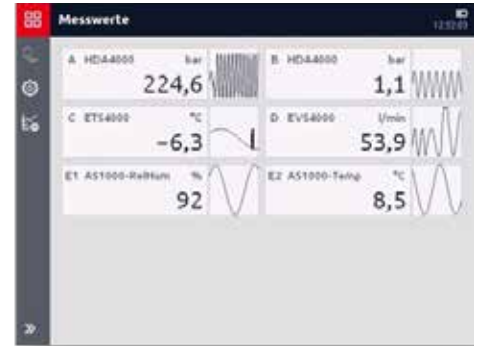 Messwerte
12:52:03
A HDA4000 bar
224,6
B HDA4000 bar
1,1
C ETS4000 °C
-6,3
D EVS4000 l/min
53,9
E1 AS1000-RelHum %
92
E2 AS1000-Temp °C
8,5